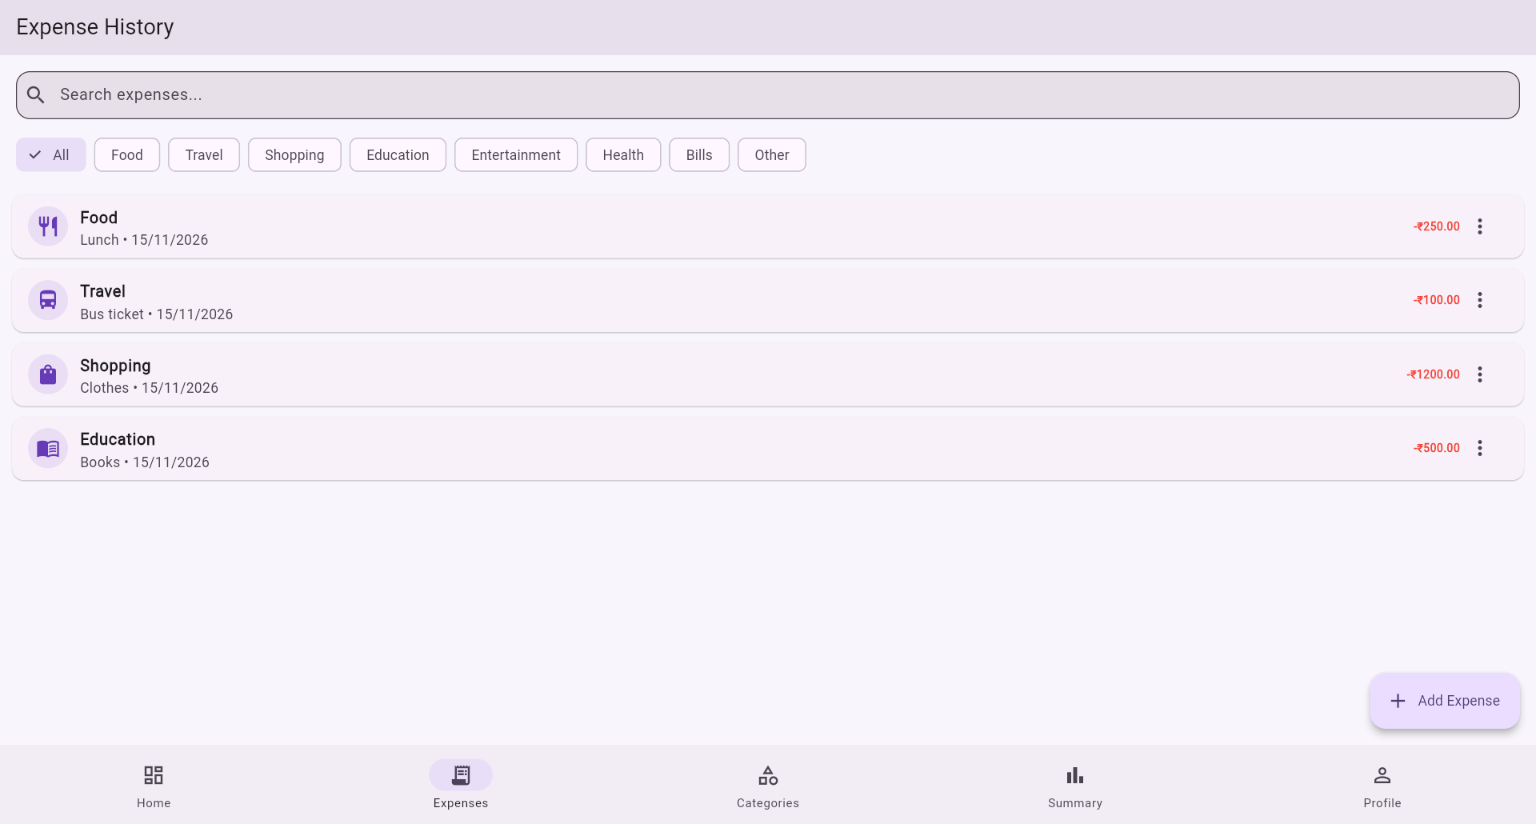 Expense History
Search expenses...
All Food Travel Shopping Education Entertainment Health Bills Other
Food
Lunch • 15/11/2026
-₹250.00
Travel
Bus ticket • 15/11/2026
-₹100.00
Shopping
Clothes • 15/11/2026
-₹1200.00
Education
Books • 15/11/2026
-₹500.00
Add Expense
Home Expenses Categories Summary Profile